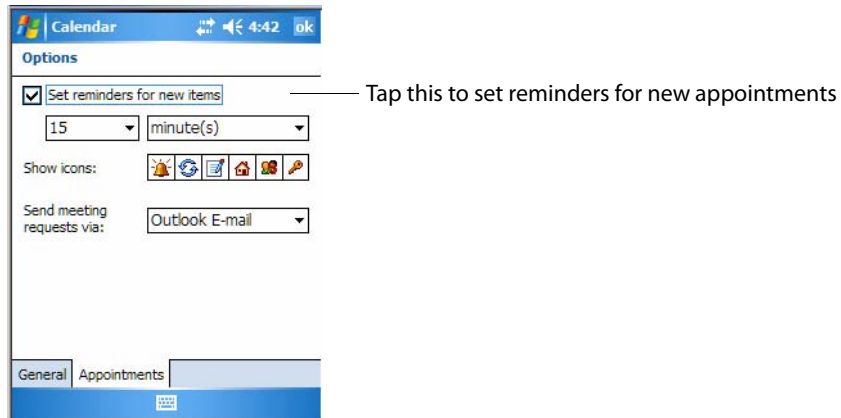 Calendar 4:42 ok
Options
Set reminders for new items
Tap this to set reminders for new appointments
15 minute(s)
Show icons:
Send meeting
requests via:
Outlook E-mail
General Appointments